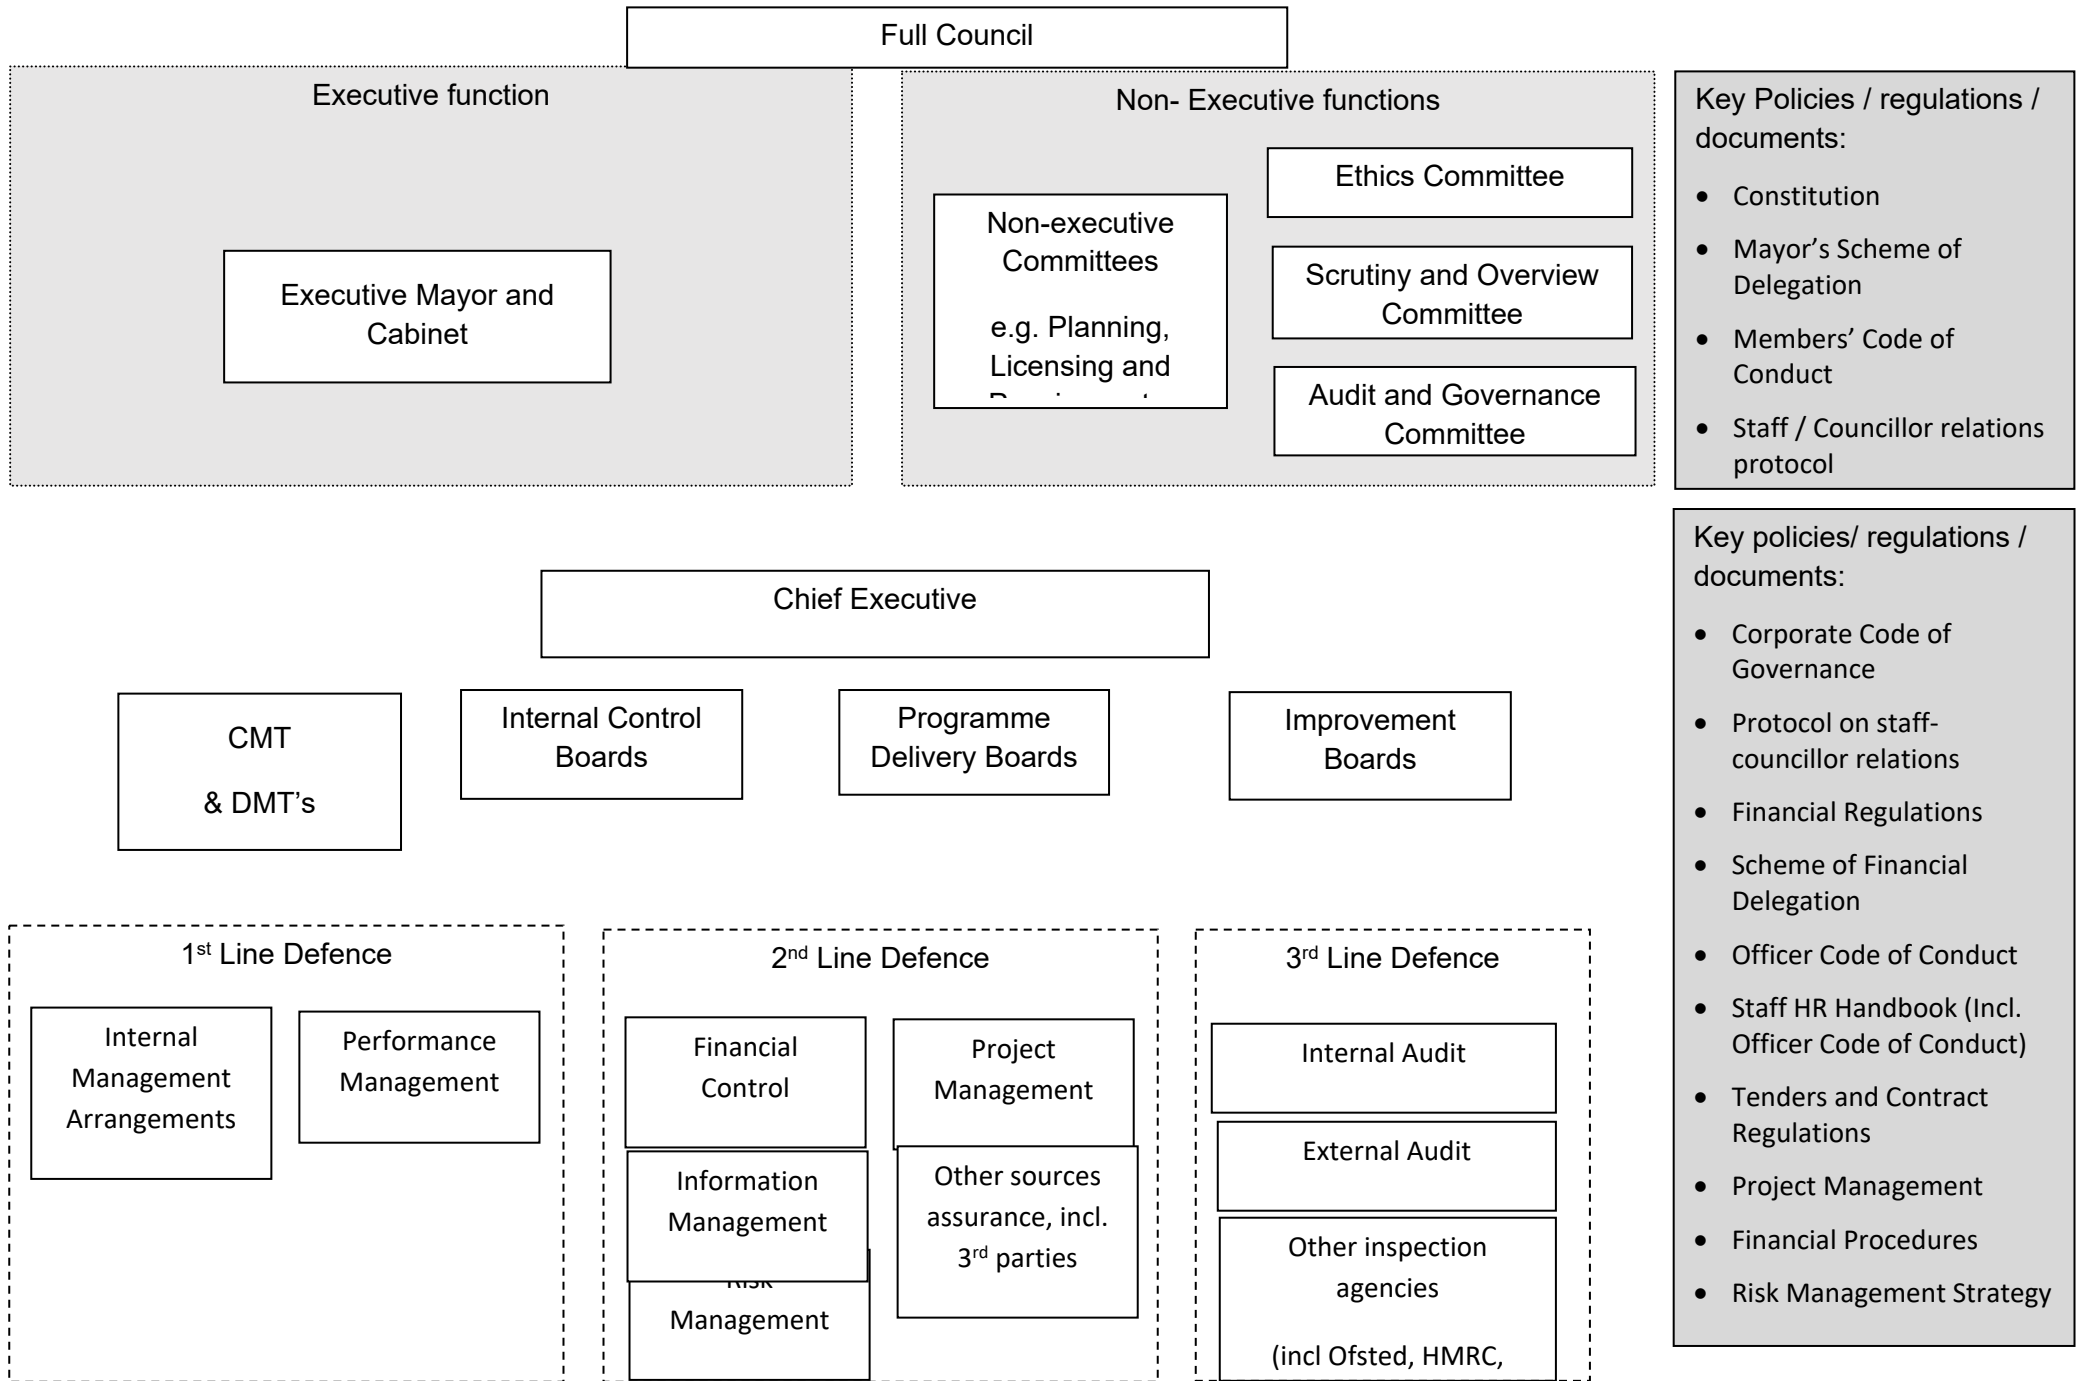 Full Council
Executive function
Executive Mayor and
Cabinet
Non- Executive functions
Non-executive
Committees
e.g. Planning,
Licensing and
Ethics Committee
Scrutiny and Overview
Committee
Audit and Governance
Committee
Key Policies / regulations /
documents:
• Constitution
• Mayor’s Scheme of
Delegation
• Members’ Code of
Conduct
• Staff / Councillor relations
protocol
Chief Executive
CMT
& DMT’s
Internal Control
Boards
Programme
Delivery Boards
Improvement
Boards
Key policies/ regulations /
documents:
• Corporate Code of
Governance
• Protocol on staff-
councillor relations
• Financial Regulations
• Scheme of Financial
Delegation
• Officer Code of Conduct
• Staff HR Handbook (Incl.
Officer Code of Conduct)
• Tenders and Contract
Regulations
• Project Management
• Financial Procedures
• Risk Management Strategy
1st Line Defence
Internal
Management
Arrangements
Performance
Management
2nd Line Defence
Financial
Control
Project
Management
Information
Management
Other sources
assurance, incl.
3rd parties
Risk
Management
3rd Line Defence
Internal Audit
External Audit
Other inspection
agencies
(incl Ofsted, HMRC,